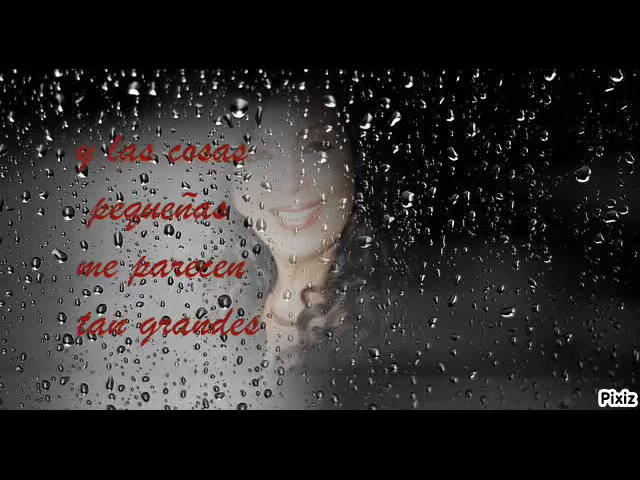 y las cosas
pequeñas
me parecen
tan grandes
Pixiz